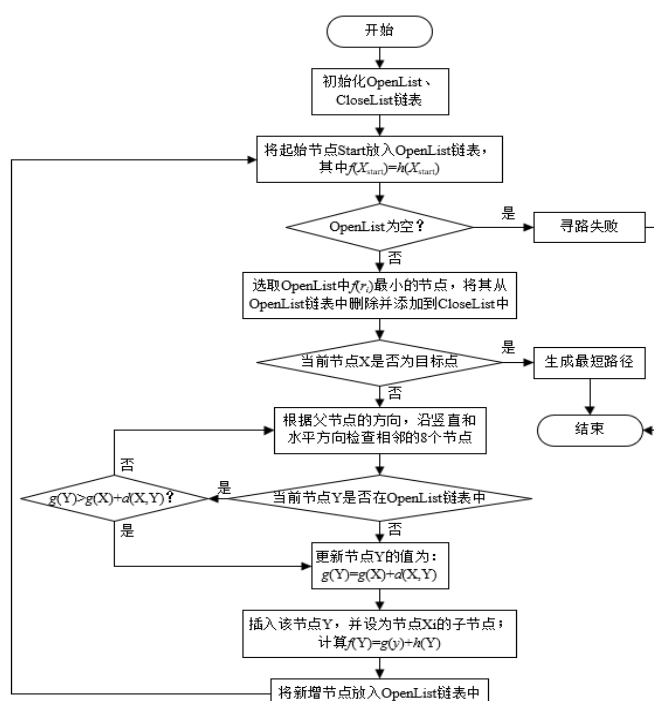 开始
初始化OpenList、
CloseList链表
将起始节点Start放入OpenList链表，
其中f(Xstart)=h(Xstart)
OpenList为空？
是
寻路失败
否
选取OpenList中f(ri)最小的节点，将其从
OpenList链表中删除并添加到CloseList中
当前节点X是否为目标点
是
生成最短路径
否
根据父节点的方向，沿竖直和
水平方向检查相邻的8个节点
结束
否
g(Y)>g(X)+d(X,Y)？
是
当前节点Y是否在OpenList链表中
是
否
更新节点Y的值为：
g(Y)=g(X)+d(X,Y)
插入该节点Y，并设为节点Xi的子节点；
计算f(Y)=g(y)+h(Y)
将新增节点放入OpenList链表中